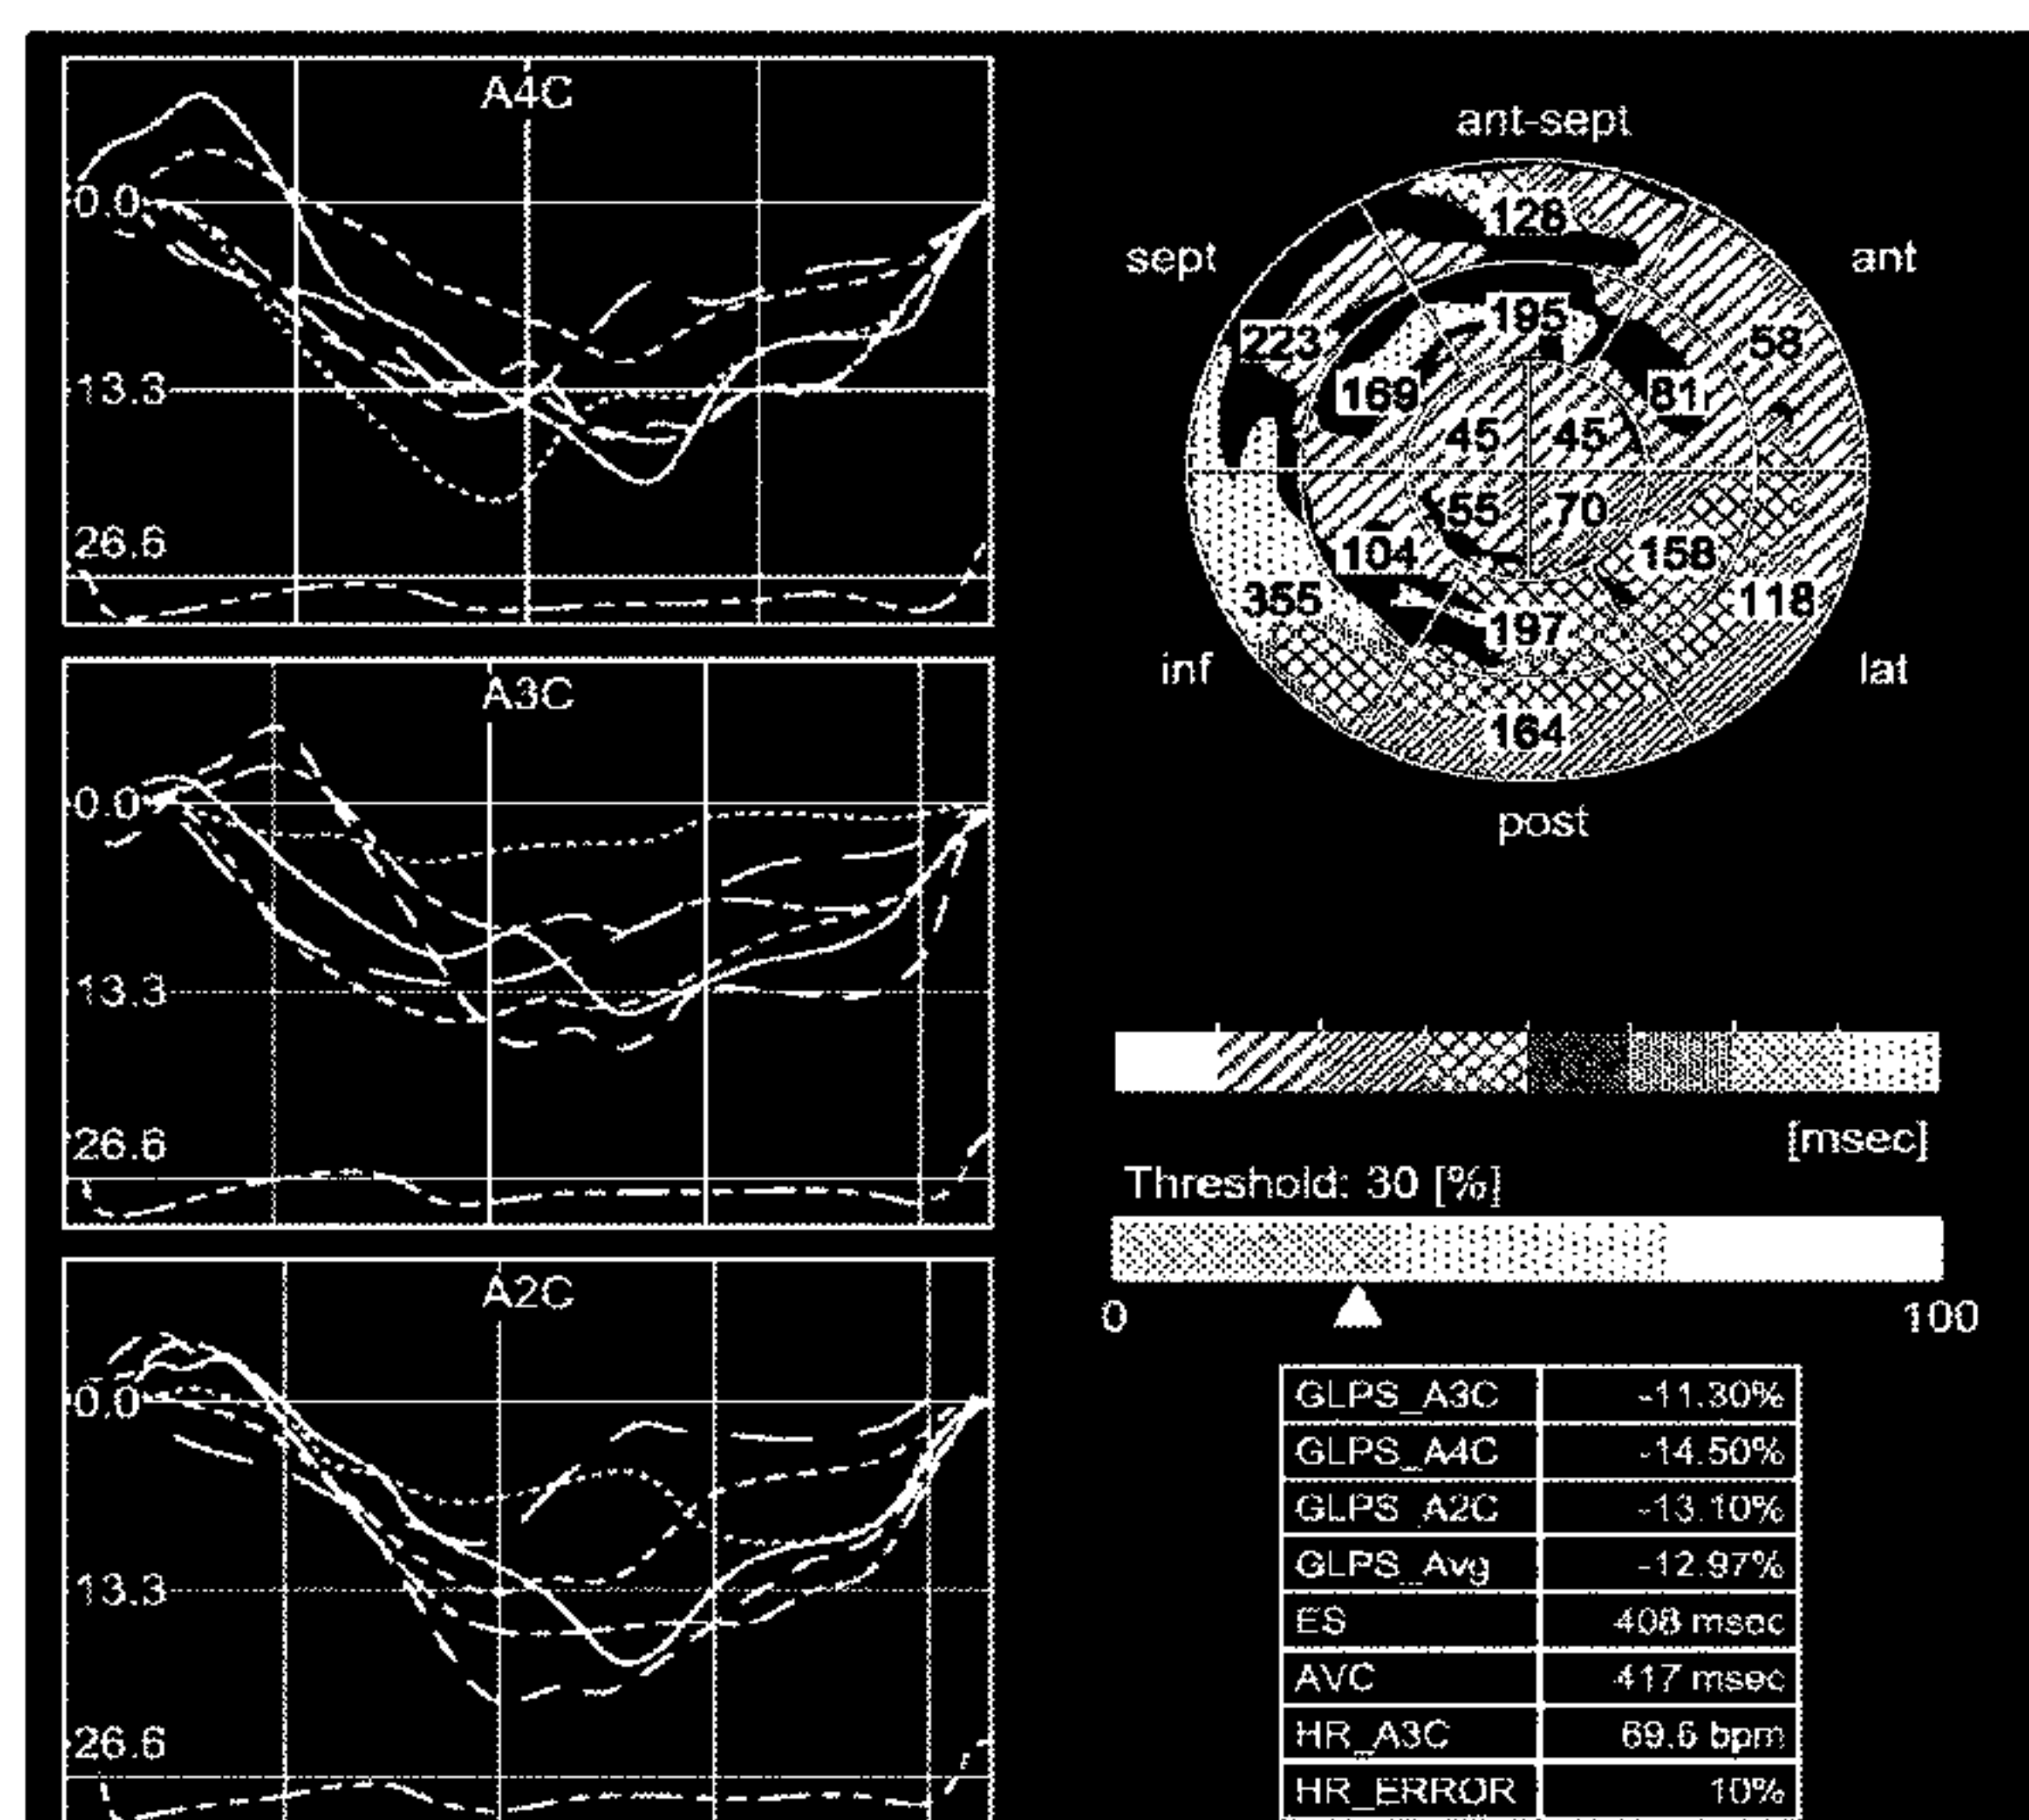 A4C
0.0
13.3
26.6
A3C
0.0
13.3
26.6
A2C
0.0
13.3
26.6
ant-sept
sept
ant
126
223
195
58
169
81
45
45
55
70
104
158
355
197
118
164
inf
lat
post
[msec]
Threshold: 30 [%]
0
100
GLPS_A3C -11.30%
GLPS_A4C -14.50%
GLPS_A2C -13.10%
GLPS_Avg -12.97%
ES 408 msec
AVC 417 msec
HR_A3C 69.6 bpm
HR_ERROR 10%